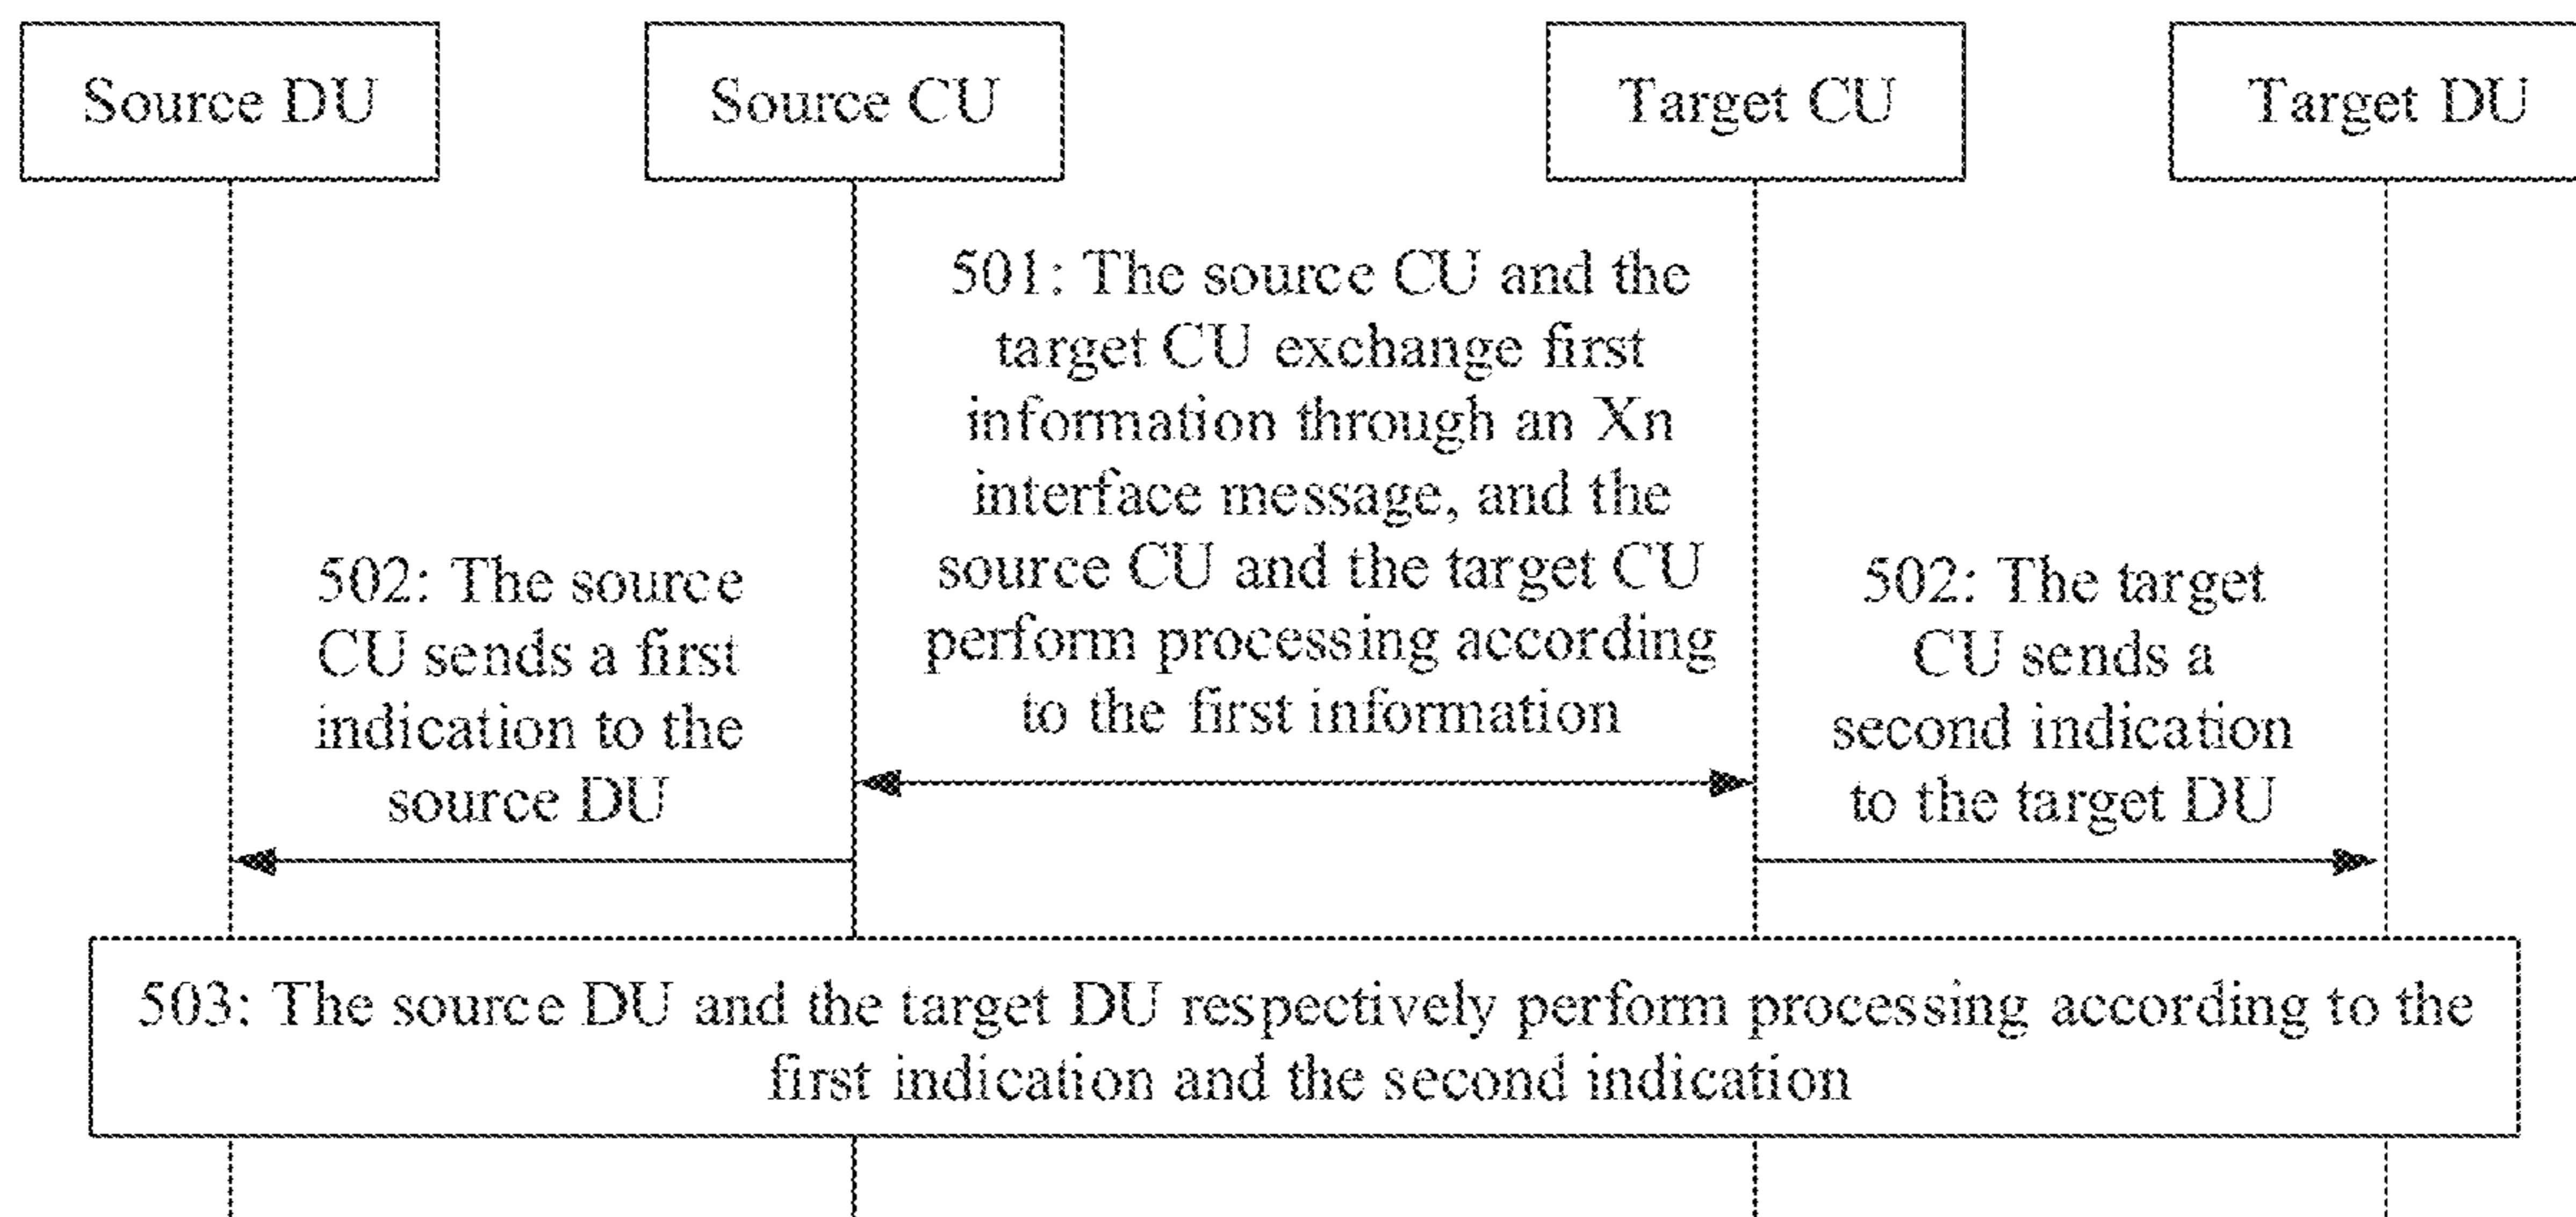 Source DU
Source CU
Target CU
Target DU
501: The source CU and the
target CU exchange first
information through an Xn
interface message, and the
source CU and the target CU
perform processing according
to the first information
502: The source
CU sends a first
indication to the
source DU
502: The target
CU sends a
second indication
to the target DU
503: The source DU and the target DU respectively perform processing according to the
first indication and the second indication